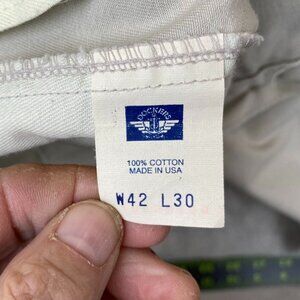 DOCKERS
100% COTTON
MADE IN USA
W42 L30